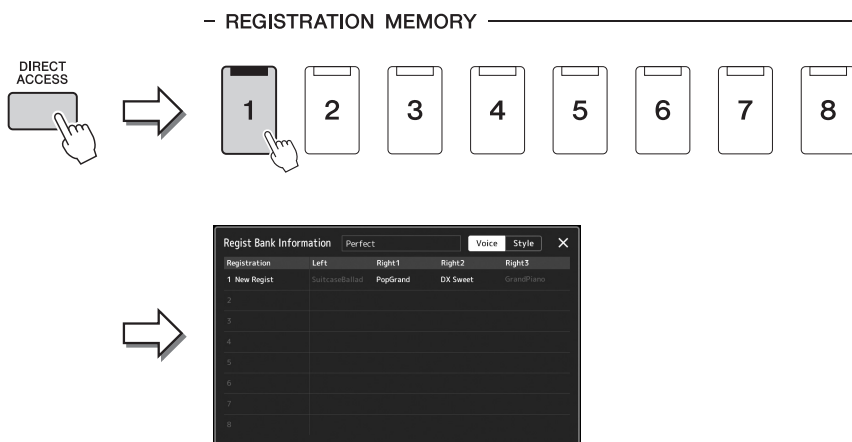 REGISTRATION MEMORY
DIRECT
ACCESS
1 2 3 4 5 6 7 8
Regist Bank Information Perfect Voice Style X
Registration Left Right1 Right2 Right3
1 New Regist SuitcaseBallad PopGrand DX Sweet GrandPiano
2
3
4
5
6
7
8